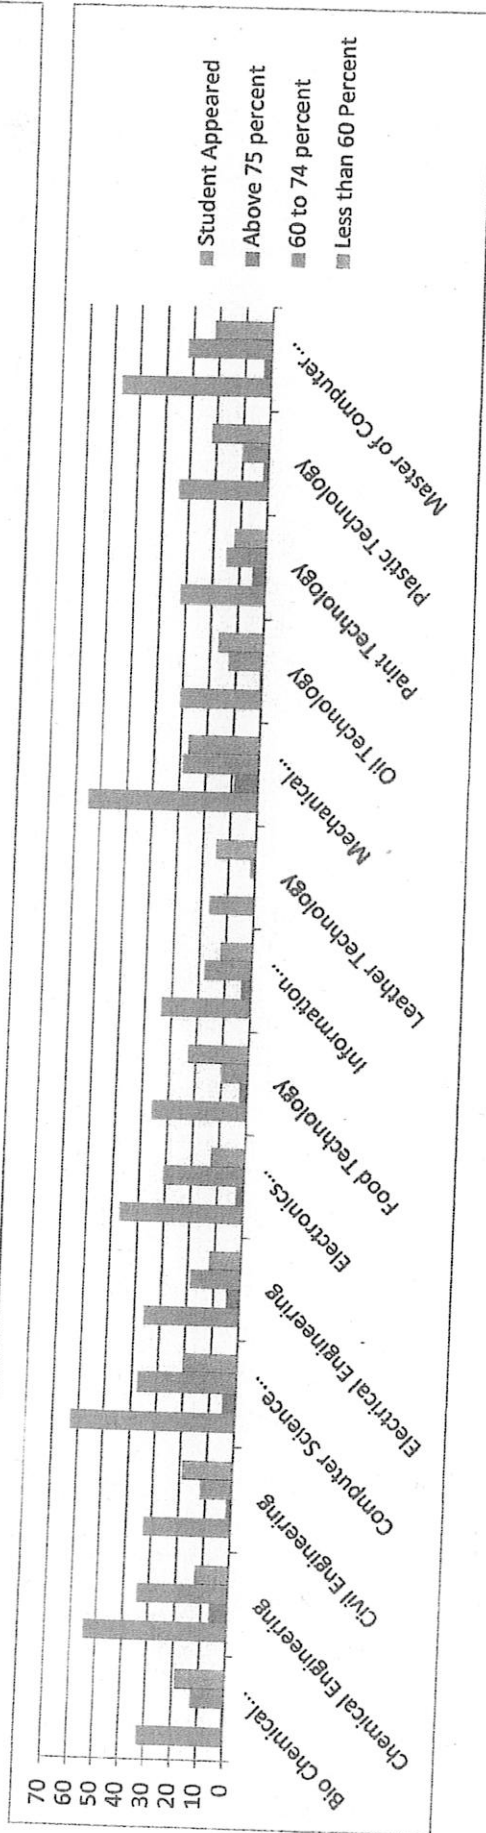 70
60
50
40
30
20
10
0
Bio Chemical...
Chemical Engineering
Civil Engineering
Computer Science...
Electrical Engineering
Electronics...
Food Technology
Information...
Leather Technology
Mechanical...
Oil Technology
Paint Technology
Plastic Technology
Master of Computer...
Student Appeared
Above 75 percent
60 to 74 percent
Less than 60 Percent